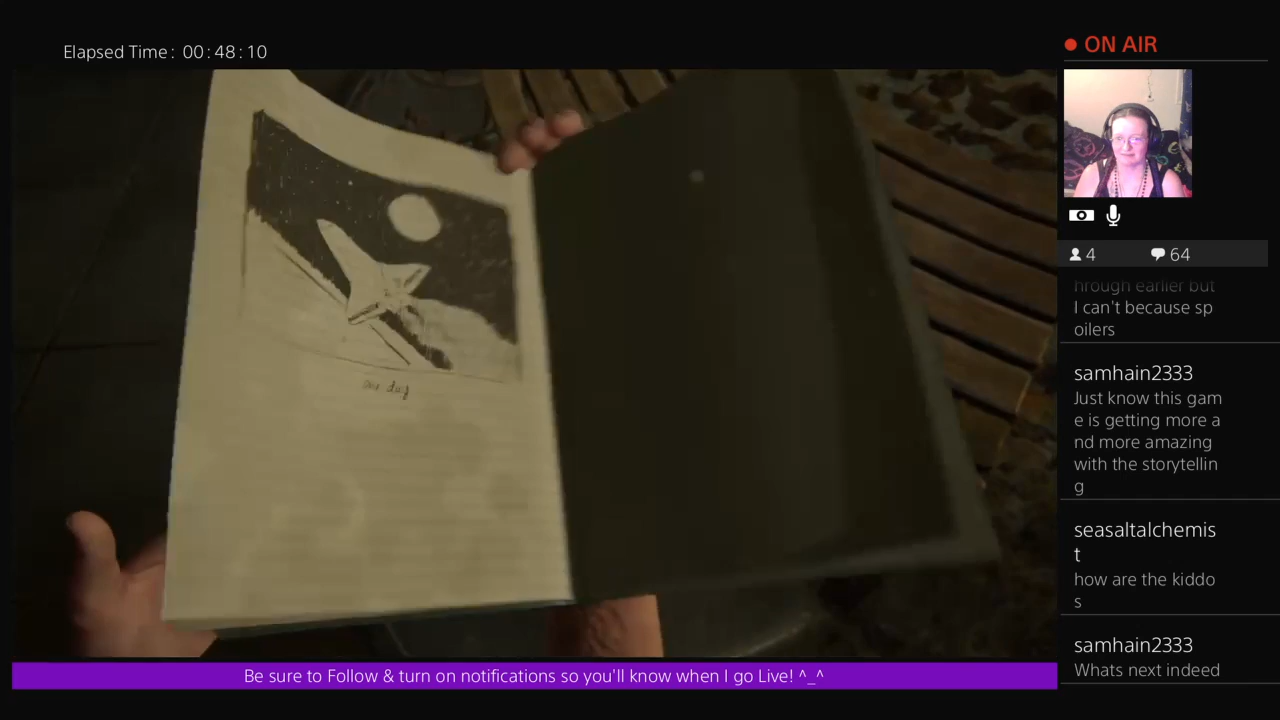 Elapsed Time: 00:48:10
ON AIR
4
64
hrough earlier but
I can't because sp
oilers
samhain2333
Just know this gam
e is getting more a
nd more amazing
with the storytellin
g
seasaltalchemis
t
how are the kiddo
s
samhain2333
Whats next indeed
one day
Be sure to Follow & turn on notifications so you'll know when I go Live! ^_^